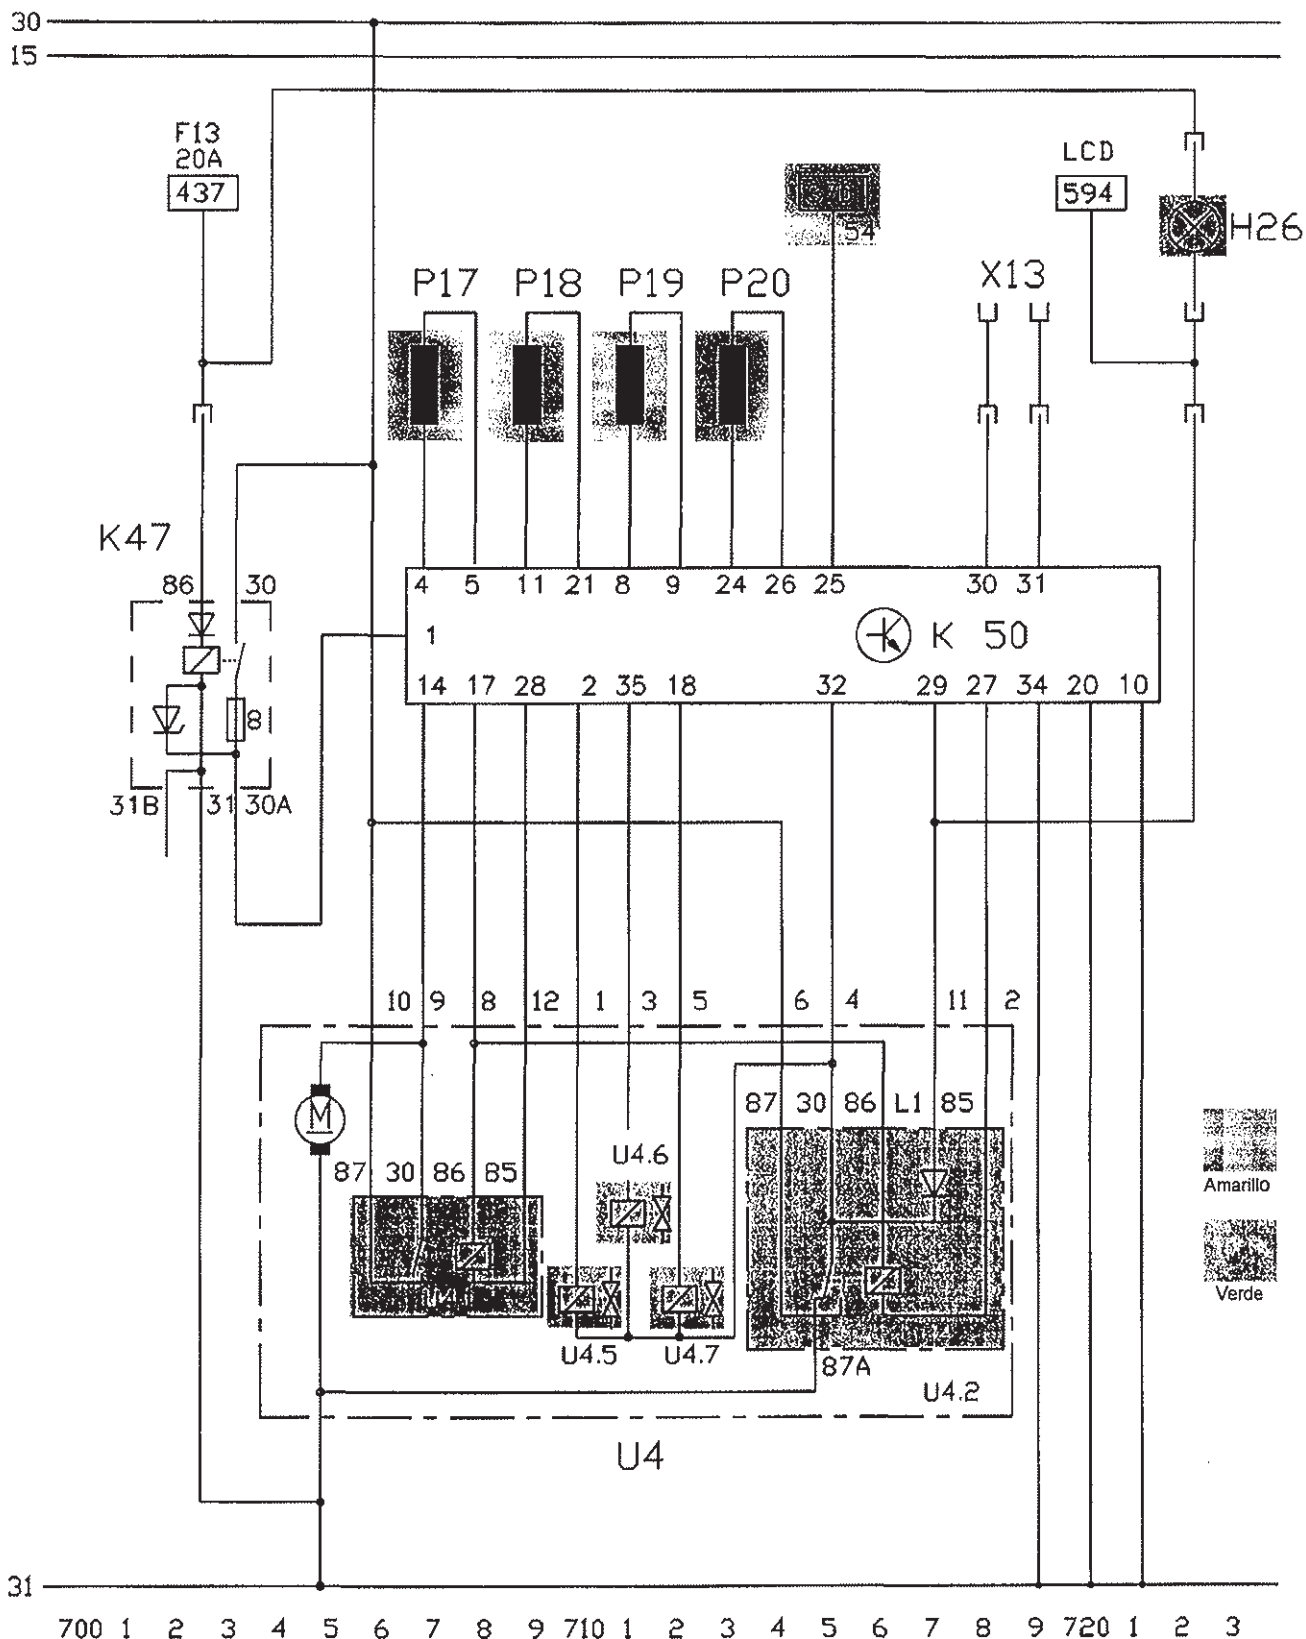 30
15
F13
20A
437
LCD
594
H26
54
X13
P17 P18 P19 P20
K47
86 30
4 5 11 21 8 9 24 26 25 30 31
1
K 50
14 17 28 2 35 18 32 29 27 34 20 10
8
31B 31 30A
10 9 8 12 1 3 5 6 4 11 2
87 30 86 L1 85
M
U4.6
87 30 86 85
Amarillo
Verde
U4.5 U4.7
87A
U4.2
U4
31
700 1 2 3 4 5 6 7 8 9 710 1 2 3 4 5 6 7 8 9 720 1 2 3